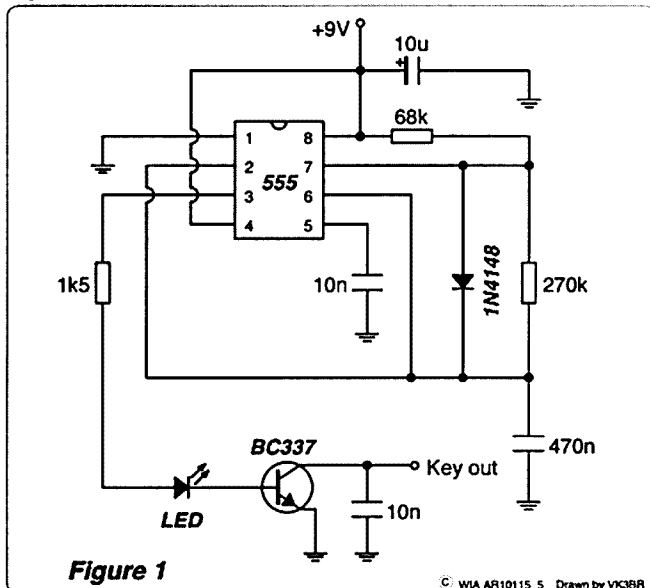 +9V
10u
68k
1 8
2 7
555
3 6
4 5
1k5
10n
1N4148
270k
BC337
470n
Key out
LED
10n
Figure 1
© WIA AR10115_5 Drawn by VK3BR